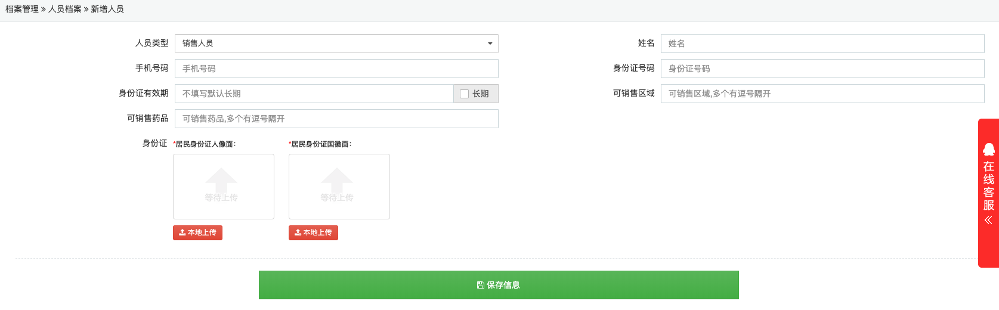 档案管理 » 人员档案 » 新增人员
人员类型 销售人员 姓名 姓名
手机号码 手机号码 身份证号码 身份证号码
身份证有效期 不填写默认长期 长期 可销售区域 可销售区域,多个有逗号隔开
可销售药品 可销售药品,多个有逗号隔开
身份证 *居民身份证人像面: *居民身份证国徽面:
等待上传 等待上传
本地上传 本地上传
保存信息
在线客服